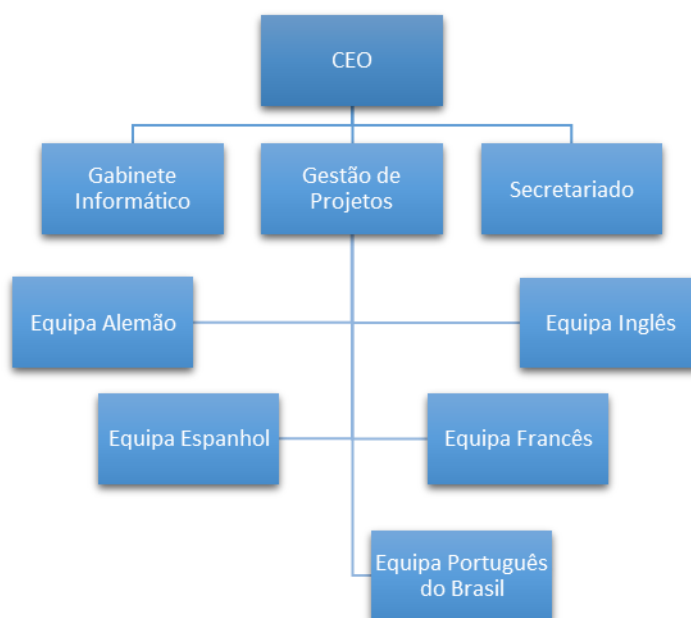 CEO
Gabinete
Informático
Gestão de
Projetos
Secretariado
Equipa Alemão
Equipa Inglês
Equipa Espanhol
Equipa Francês
Equipa Português
do Brasil